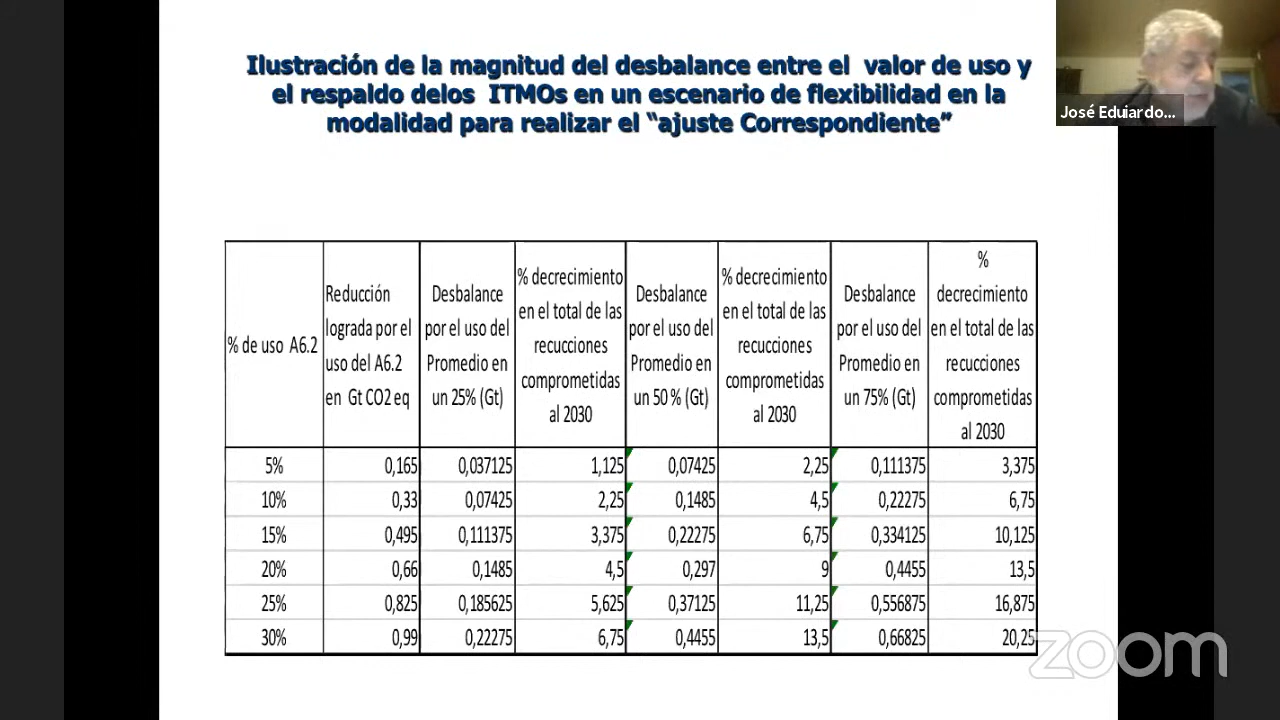 Ilustración de la magnitud del desbalance entre el valor de uso y
el respaldo delos ITMOs en un escenario de flexibilidad en la
modalidad para realizar el “ajuste Correspondiente”
José Eduiardo...
% de uso A6.2
Reducción
lograda por el
uso del A6.2
en Gt CO2 eq
Desbalance
por el uso del
Promedio en
un 25% (Gt)
% decrecimiento
en el total de las
recucciones
comprometidas
al 2030
Desbalance
por el uso del
Promedio en
un 50 % (Gt)
% decrecimiento
en el total de las
recucciones
comprometidas
al 2030
Desbalance
por el uso del
Promedio en
un 75% (Gt)
%
decrecimiento
en el total de las
recucciones
comprometidas
al 2030
5% 0,165 0,037125 1,125 0,07425 2,25 0,111375 3,375
10% 0,33 0,07425 2,25 0,1485 4,5 0,22275 6,75
15% 0,495 0,111375 3,375 0,22275 6,75 0,334125 10,125
20% 0,66 0,1485 4,5 0,297 9 0,4455 13,5
25% 0,825 0,185625 5,625 0,37125 11,25 0,556875 16,875
30% 0,99 0,22275 6,75 0,4455 13,5 0,66825 20,25
zoom